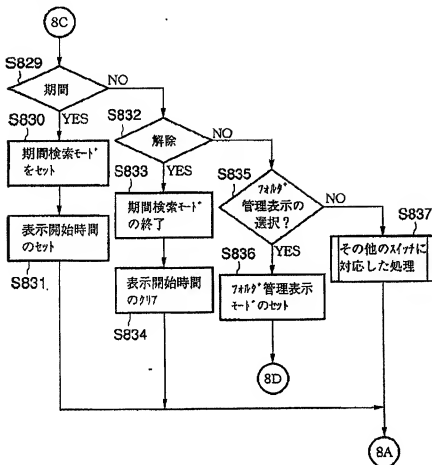 8C
S829
期間
NO
YES
S830
期間検索ﾓｰﾄﾞ
をセット
表示開始時間
のセット
S831
S832
解除
NO
YES
S833
期間検索ﾓｰﾄﾞ
の終了
表示開始時間
のｸﾘｱ
S834
S835
ﾌｫﾙﾀﾞ
管理表示の
選択？
NO
YES
S836
ﾌｫﾙﾀﾞ管理表示
ﾓｰﾄﾞのセット
8D
S837
その他のｽｲｯﾁに
対応した処理
8A